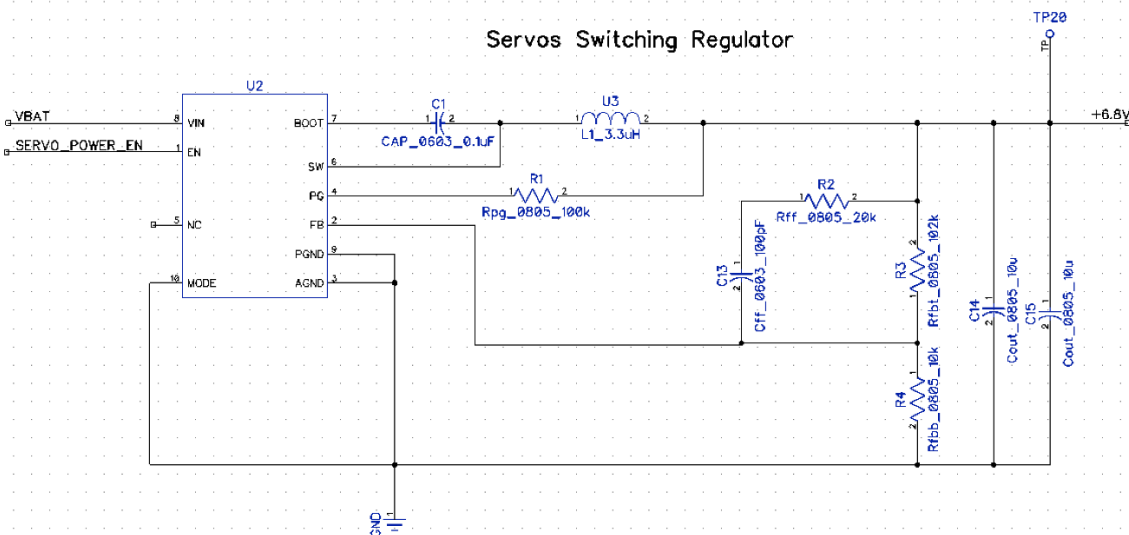 TP20
TP
Servos Switching Regulator
U2
VBAT
8 VIN
BOOT 7
C1
1 2
CAP_0603_0.1uF
U3
1 2
L1_3.3uH
+6.8V
SERVO_POWER_EN
1 EN
SW 6
PG 4
R1
1 2
Rpg_0805_100k
R2
1 2
Rff_0805_20k
5 NC
FB 2
PGND 9
10 MODE
AGND 3
C13
1
2
Cff_0603_100pF
R3
2
1
Rfbt_0805_102k
C14
1
2
Cout_0805_10u
C15
1
2
Cout_0805_10u
R4
1
2
Rfbb_0805_10k
GND
1